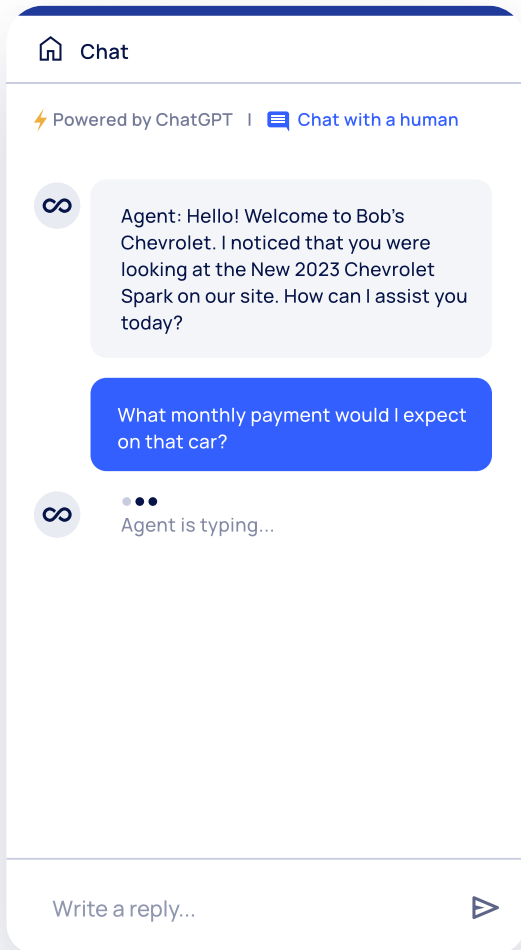 Chat
Powered by ChatGPT | Chat with a human
Agent: Hello! Welcome to Bob's
Chevrolet. I noticed that you were
looking at the New 2023 Chevrolet
Spark on our site. How can I assist you
today?
What monthly payment would I expect
on that car?
Agent is typing...
Write a reply...